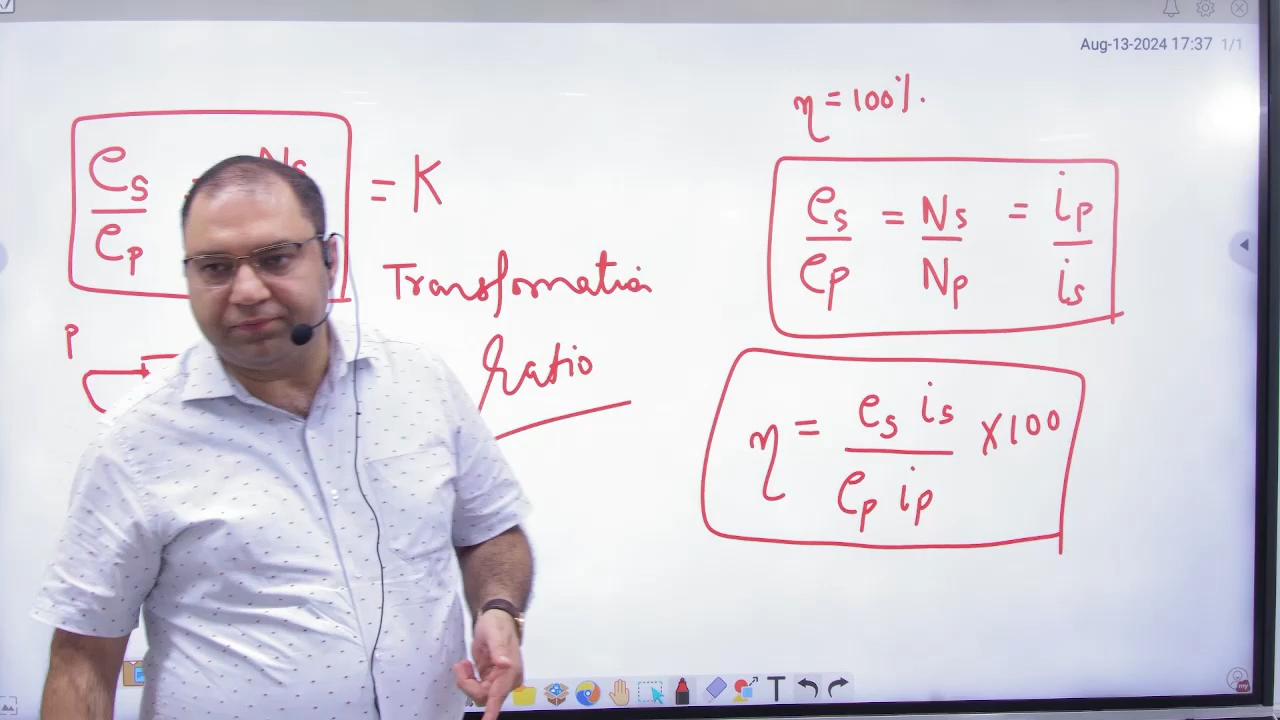 Aug-13-2024 17:37 1/1
η = 100%.
es/ep = Ns = K
Transformation
Ratio
P
es/ep = Ns/Np = ip/is
η = es is/ep ip × 100
T